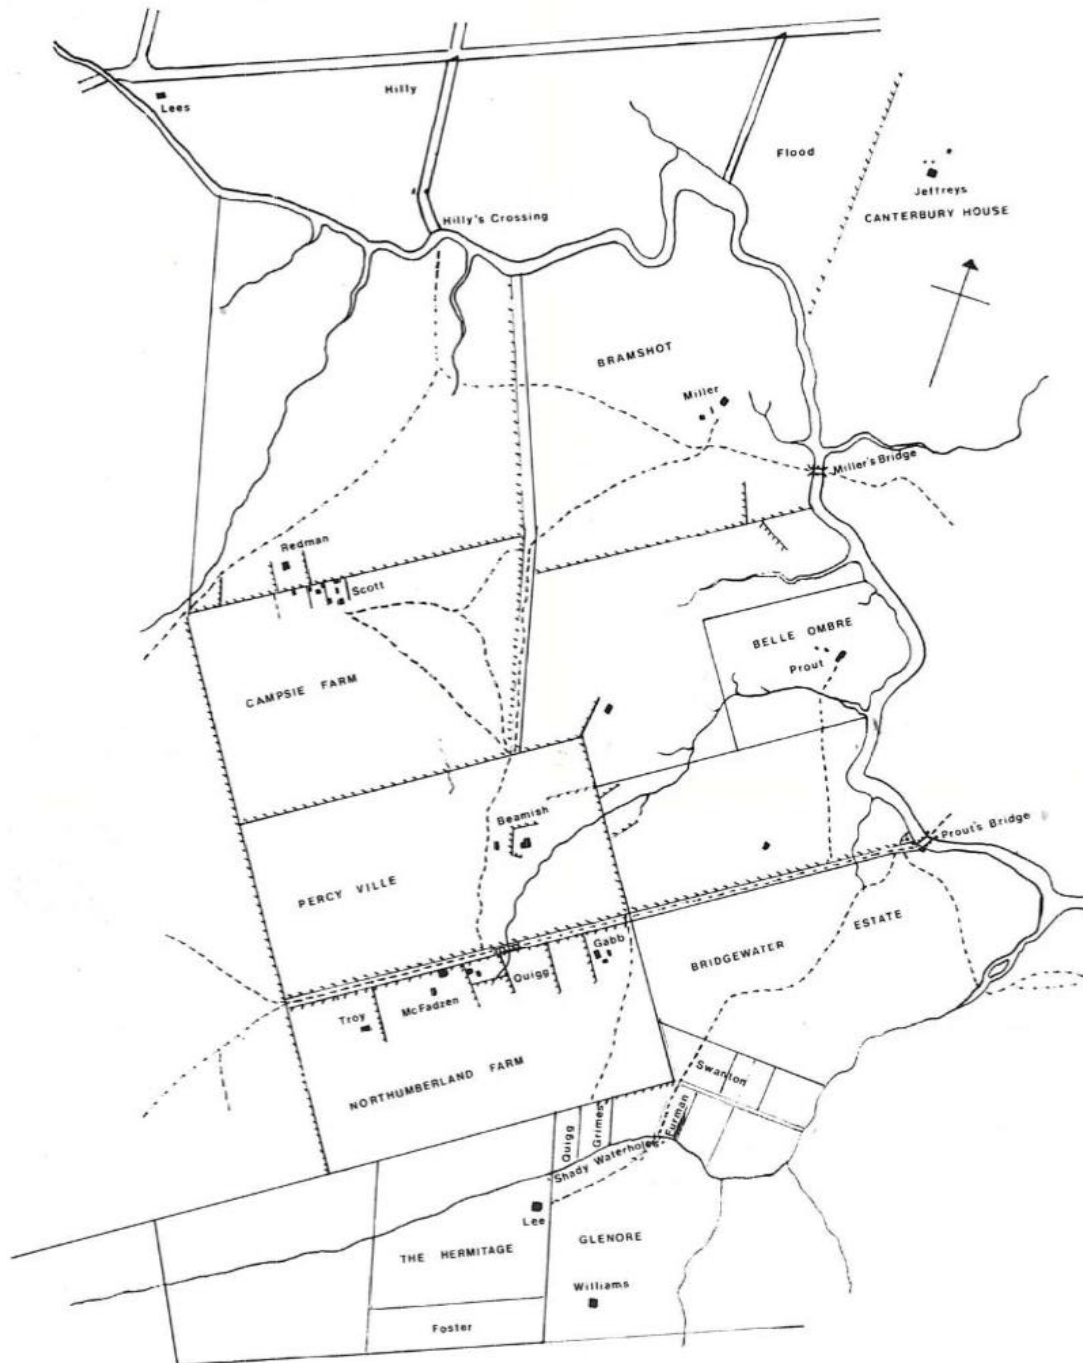 Lees
Hilly
Flood
Jeffreys
CANTERBURY HOUSE
Hilly's Crossing
BRAMSHOT
Miller
Miller's Bridge
Redman
Scott
BELLE OMBRE
Prout
CAMPSIE FARM
Beamish
Prout's Bridge
PERCY VILLE
BRIDGEWATER ESTATE
Gabb
Quigg
McFadzen
Troy
NORTHUMBERLAND FARM
Swanton
Furman
Grimes
Quigg
Shady Waterhole
Lee
THE HERMITAGE
GLENORE
Williams
Foster